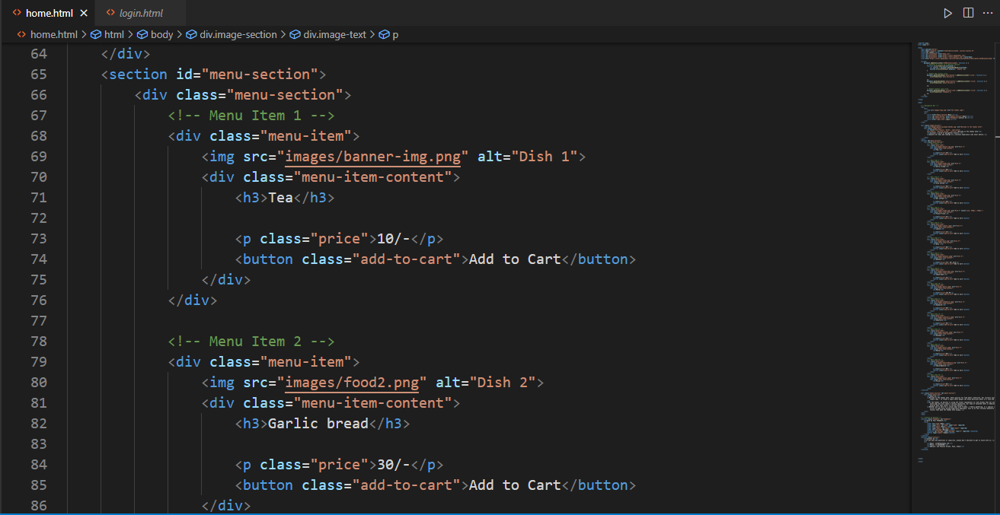 home.html
login.html
home.html > html > body > div.image-section > div.image-text > p
64 </div>
65 <section id="menu-section">
66 <div class="menu-section">
67 <!-- Menu Item 1 -->
68 <div class="menu-item">
69 <img src="images/banner-img.png" alt="Dish 1">
70 <div class="menu-item-content">
71 <h3>Tea</h3>
72
73 <p class="price">10/-</p>
74 <button class="add-to-cart">Add to Cart</button>
75 </div>
76 </div>
77
78 <!-- Menu Item 2 -->
79 <div class="menu-item">
80 <img src="images/food2.png" alt="Dish 2">
81 <div class="menu-item-content">
82 <h3>Garlic bread</h3>
83
84 <p class="price">30/-</p>
85 <button class="add-to-cart">Add to Cart</button>
86 </div>